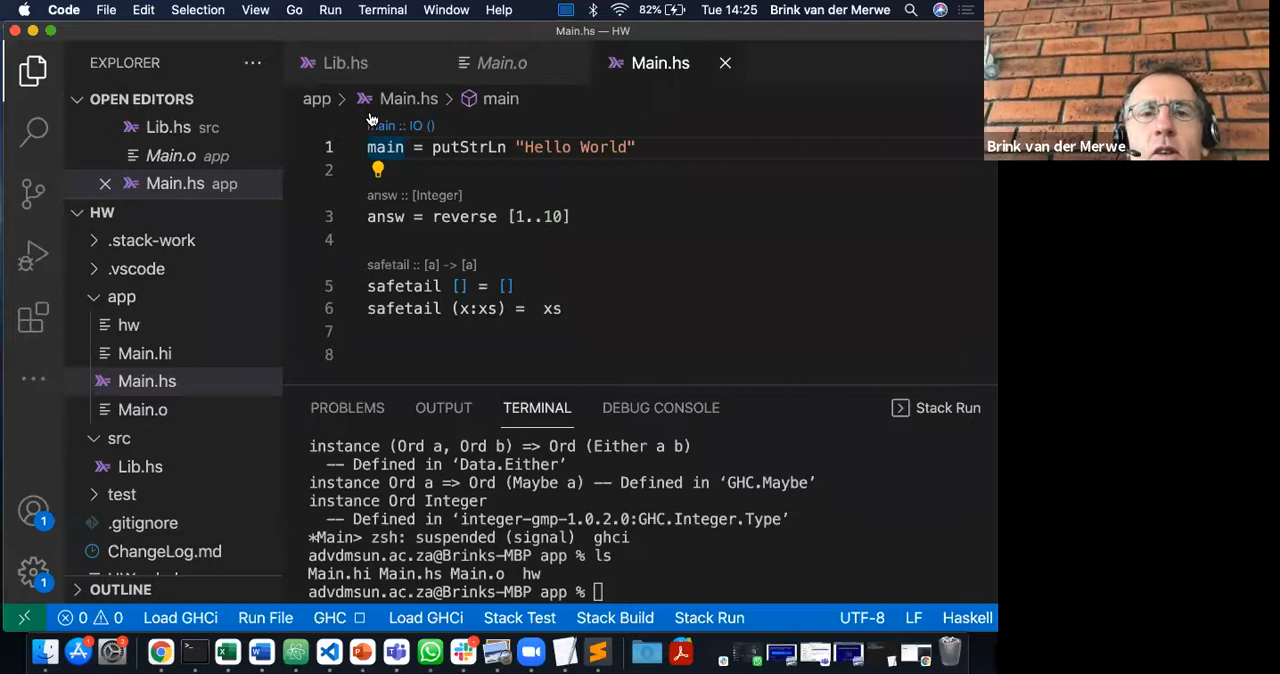 Code File Edit Selection View Go Run Terminal Window Help 82% Tue 14:25 Brink van der Merwe
Main.hs — HW
EXPLORER ...
Lib.hs Main.o Main.hs
OPEN EDITORS
Lib.hs src
Main.o app
Main.hs app
HW
.stack-work
.vscode
app
hw
Main.hi
Main.hs
Main.o
src
Lib.hs
test
.gitignore
ChangeLog.md
OUTLINE
app > Main.hs > main
main :: IO ()
1 main = putStrLn "Hello World"
2
answ :: [Integer]
3 answ = reverse [1..10]
4
safetail :: [a] -> [a]
5 safetail [] = []
6 safetail (x:xs) = xs
7
8
PROBLEMS OUTPUT TERMINAL DEBUG CONSOLE Stack Run
instance (Ord a, Ord b) => Ord (Either a b)
-- Defined in ‘Data.Either’
instance Ord a => Ord (Maybe a) -- Defined in ‘GHC.Maybe’
instance Ord Integer
-- Defined in ‘integer-gmp-1.0.2.0:GHC.Integer.Type’
*Main> zsh: suspended (signal) ghci
advdmsun.ac.za@Brinks-MBP app % ls
Main.hi Main.hs Main.o hw
advdmsun.ac.za@Brinks-MBP app %
1
1
0 0 Load GHCi Run File GHC Load GHCi Stack Test Stack Build Stack Run UTF-8 LF Haskell
Brink van der Merwe